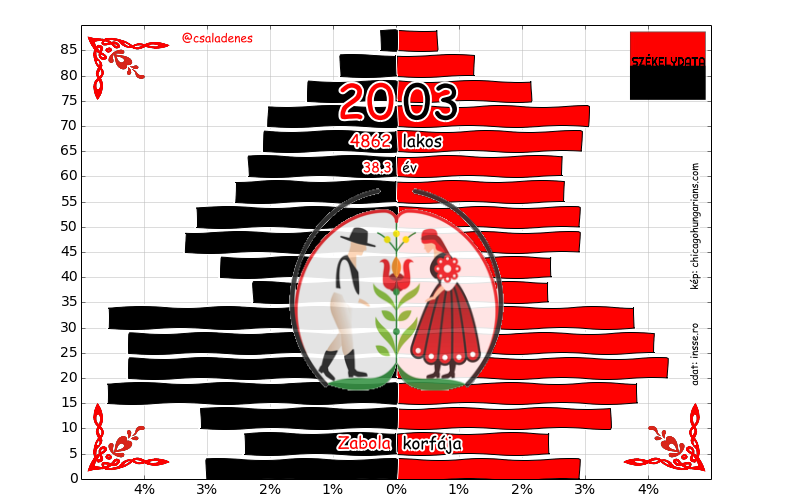 @csaladenes
SZÉKELYDATA
2003
4862 lakos
38.3 év
kép: chicagohungarians.com
adat: insse.ro
Zabola korfája
85
80
75
70
65
60
55
50
45
40
35
30
25
20
15
10
5
0
4% 3% 2% 1% 0% 1% 2% 3% 4%